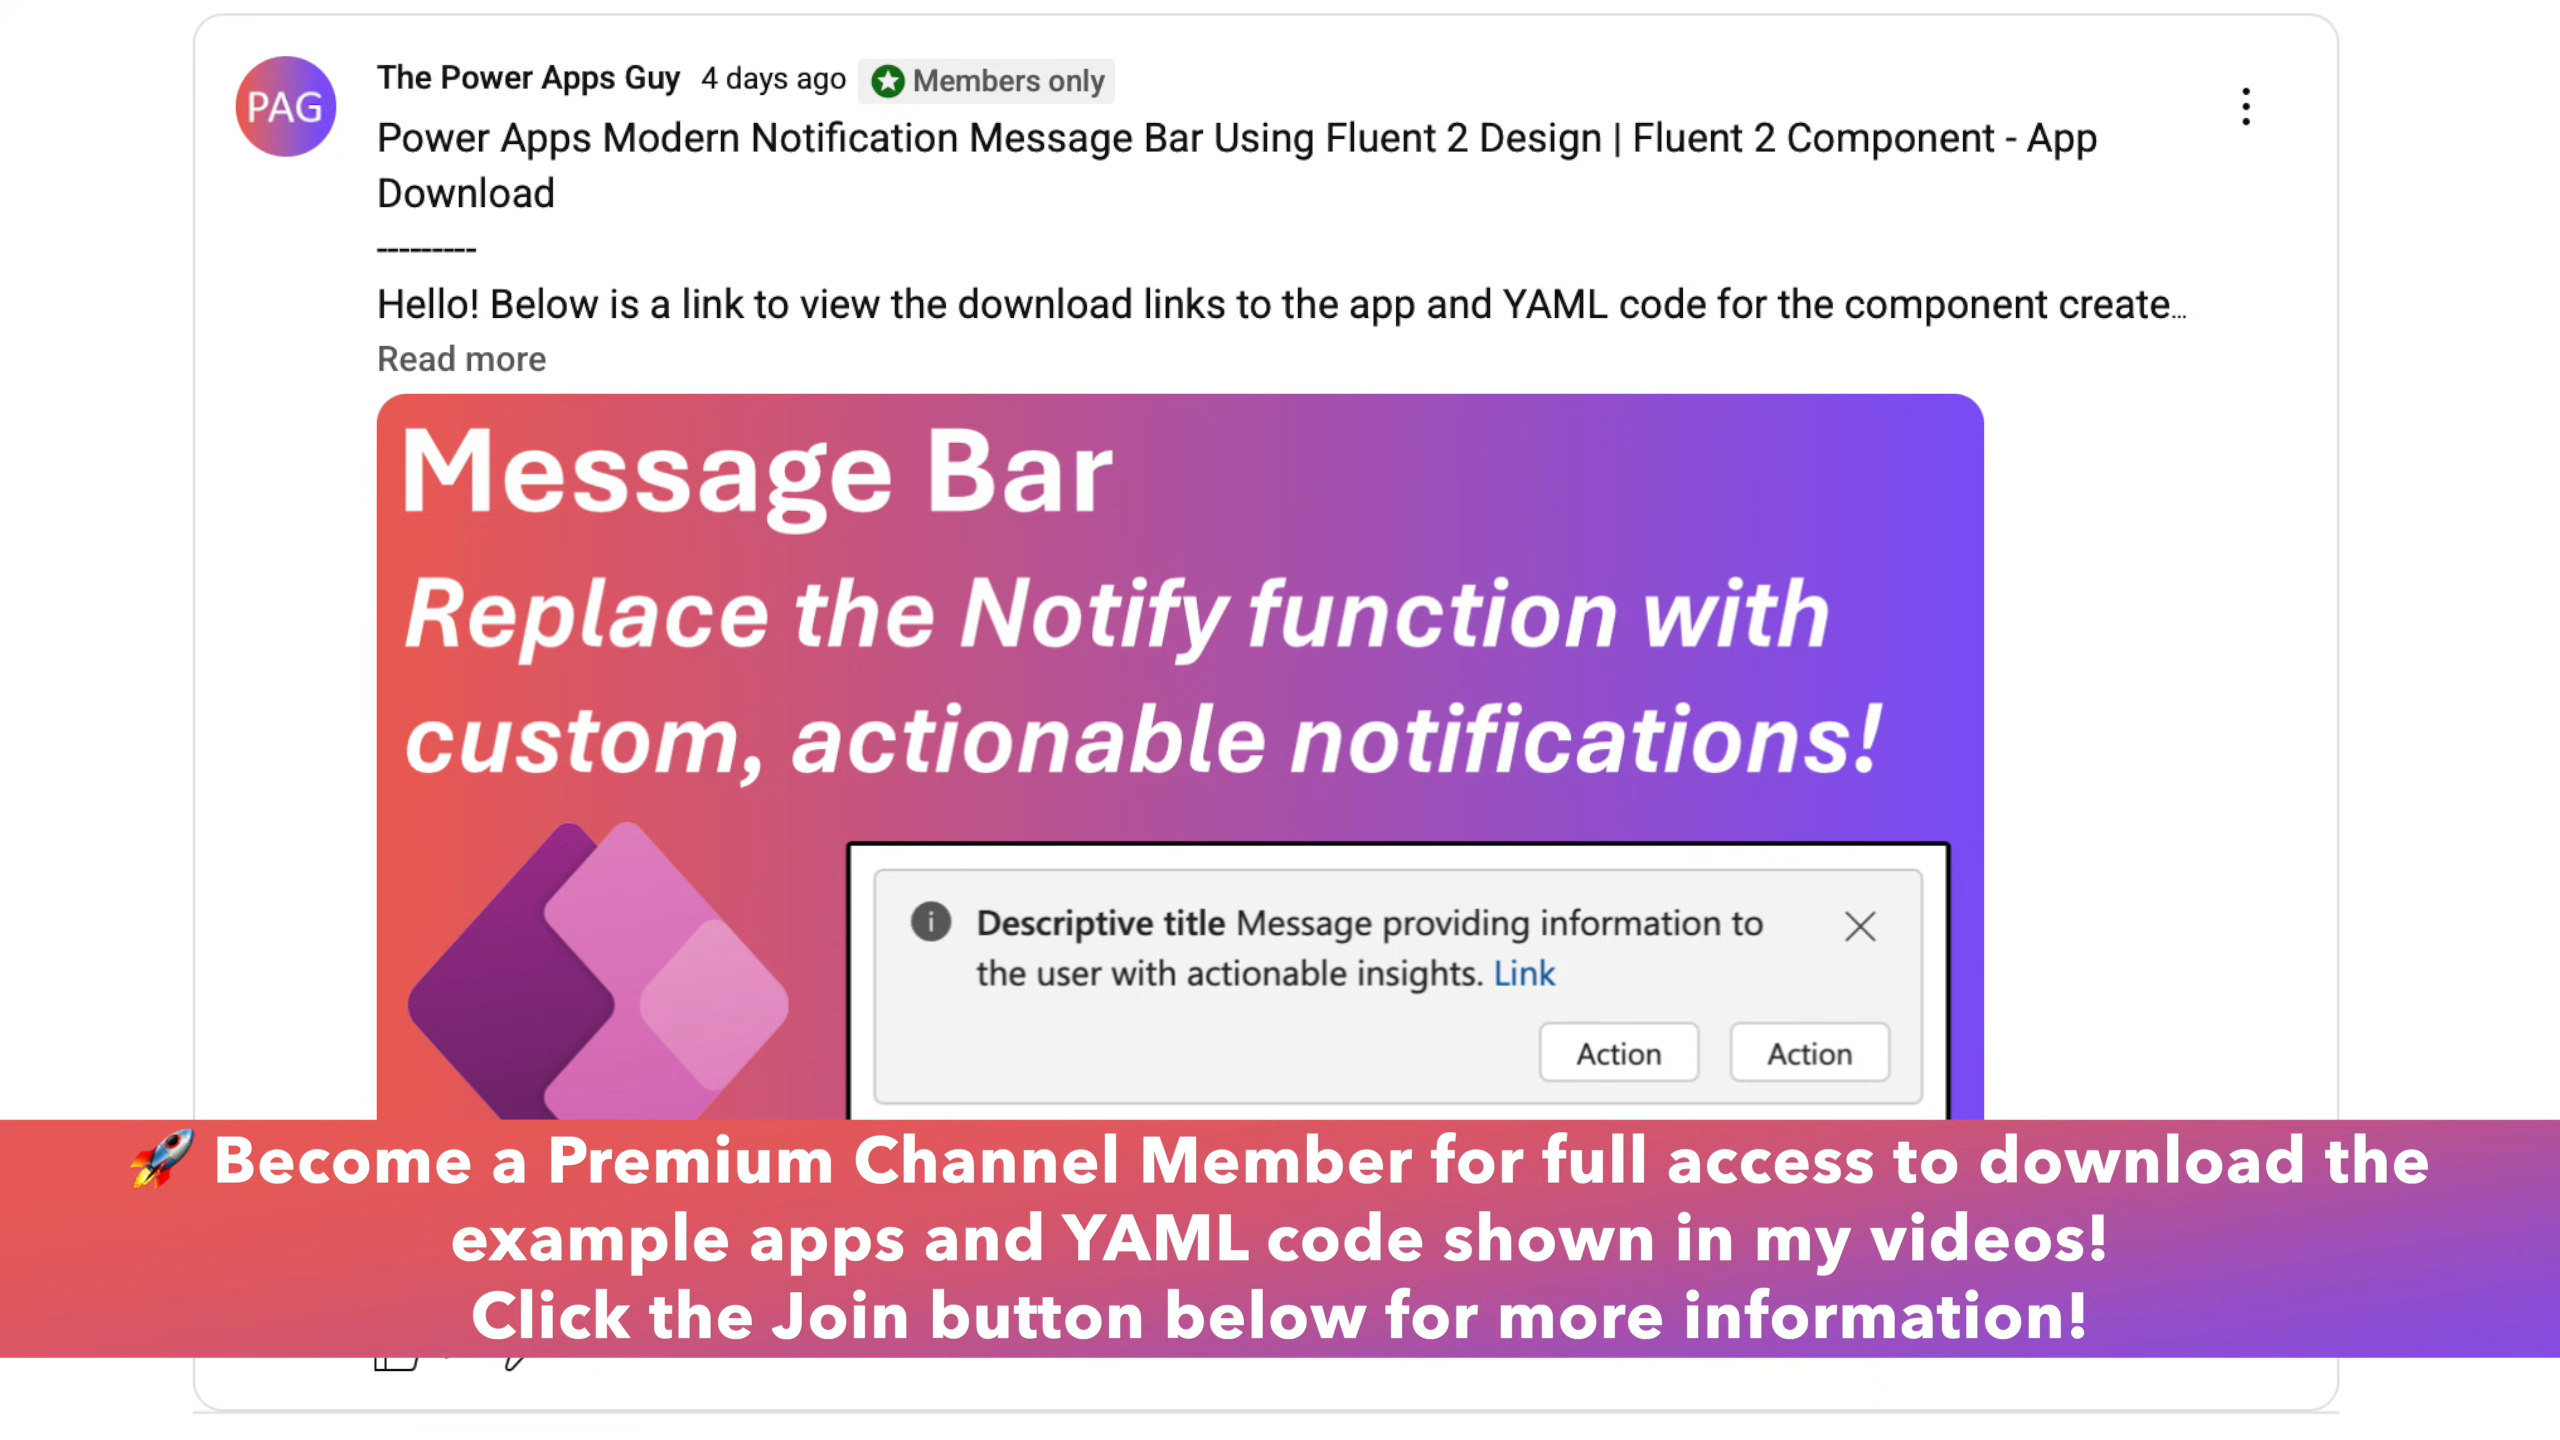 PAG
The Power Apps Guy 4 days ago Members only
Power Apps Modern Notification Message Bar Using Fluent 2 Design | Fluent 2 Component - App
Download
---------
Hello! Below is a link to view the download links to the app and YAML code for the component create…
Read more
Message Bar
Replace the Notify function with
custom, actionable notifications!
i
Descriptive title Message providing information to
the user with actionable insights. Link
Action Action
🚀 Become a Premium Channel Member for full access to download the
example apps and YAML code shown in my videos!
Click the Join button below for more information!